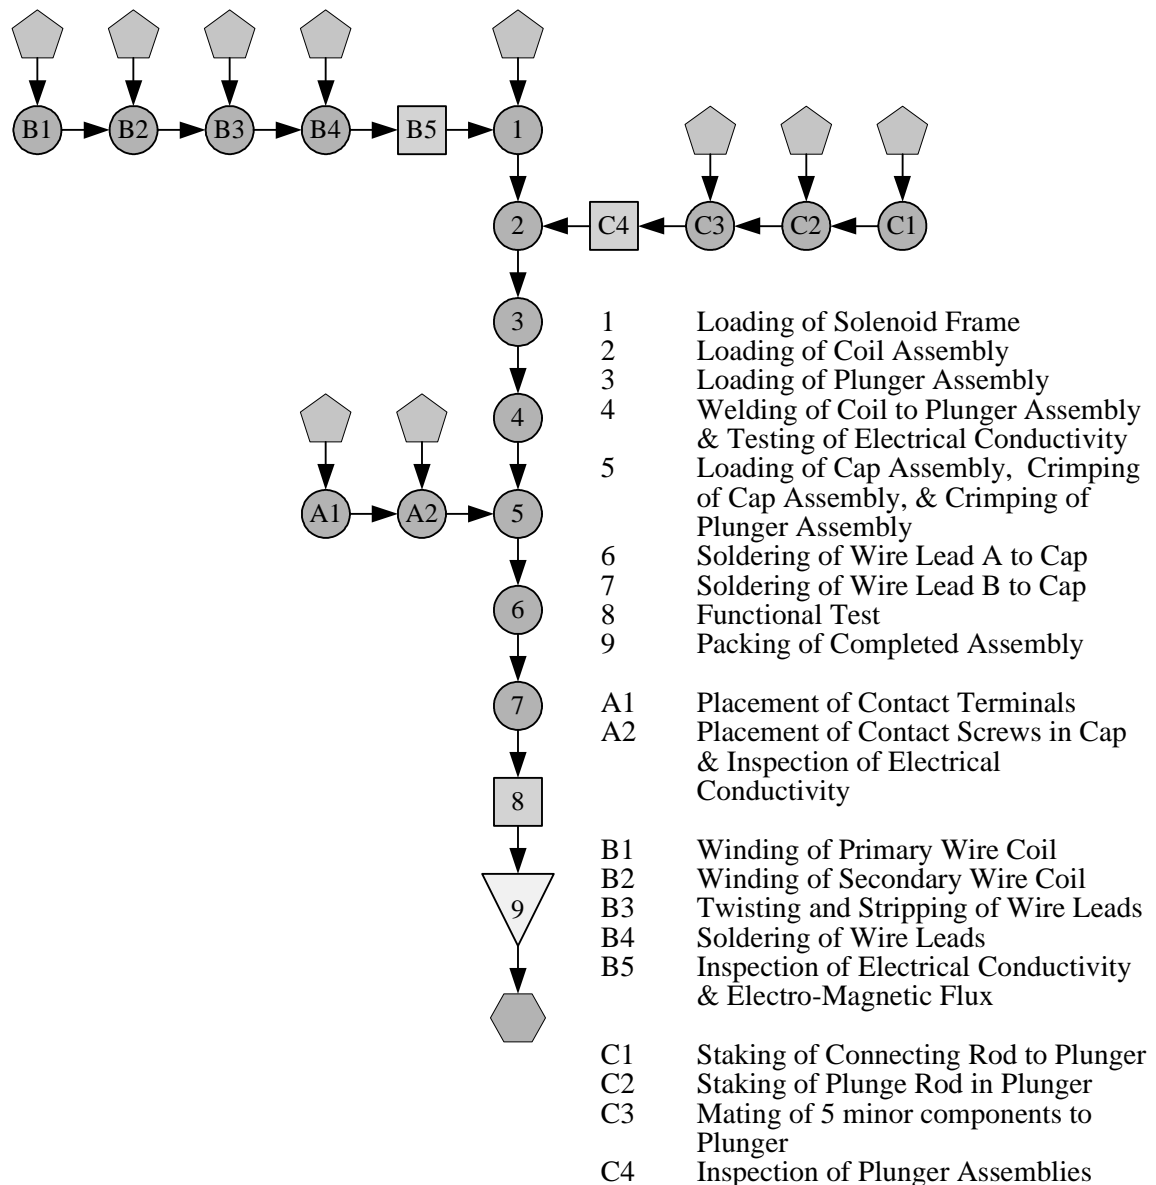 B1 B2 B3 B4 B5 1
2 C4 C3 C2 C1
3
4
A1 A2 5
6
7
8
9
1 Loading of Solenoid Frame
2 Loading of Coil Assembly
3 Loading of Plunger Assembly
4 Welding of Coil to Plunger Assembly
& Testing of Electrical Conductivity
5 Loading of Cap Assembly, Crimping
of Cap Assembly, & Crimping of
Plunger Assembly
6 Soldering of Wire Lead A to Cap
7 Soldering of Wire Lead B to Cap
8 Functional Test
9 Packing of Completed Assembly
A1 Placement of Contact Terminals
A2 Placement of Contact Screws in Cap
& Inspection of Electrical
Conductivity
B1 Winding of Primary Wire Coil
B2 Winding of Secondary Wire Coil
B3 Twisting and Stripping of Wire Leads
B4 Soldering of Wire Leads
B5 Inspection of Electrical Conductivity
& Electro-Magnetic Flux
C1 Staking of Connecting Rod to Plunger
C2 Staking of Plunge Rod in Plunger
C3 Mating of 5 minor components to
Plunger
C4 Inspection of Plunger Assemblies